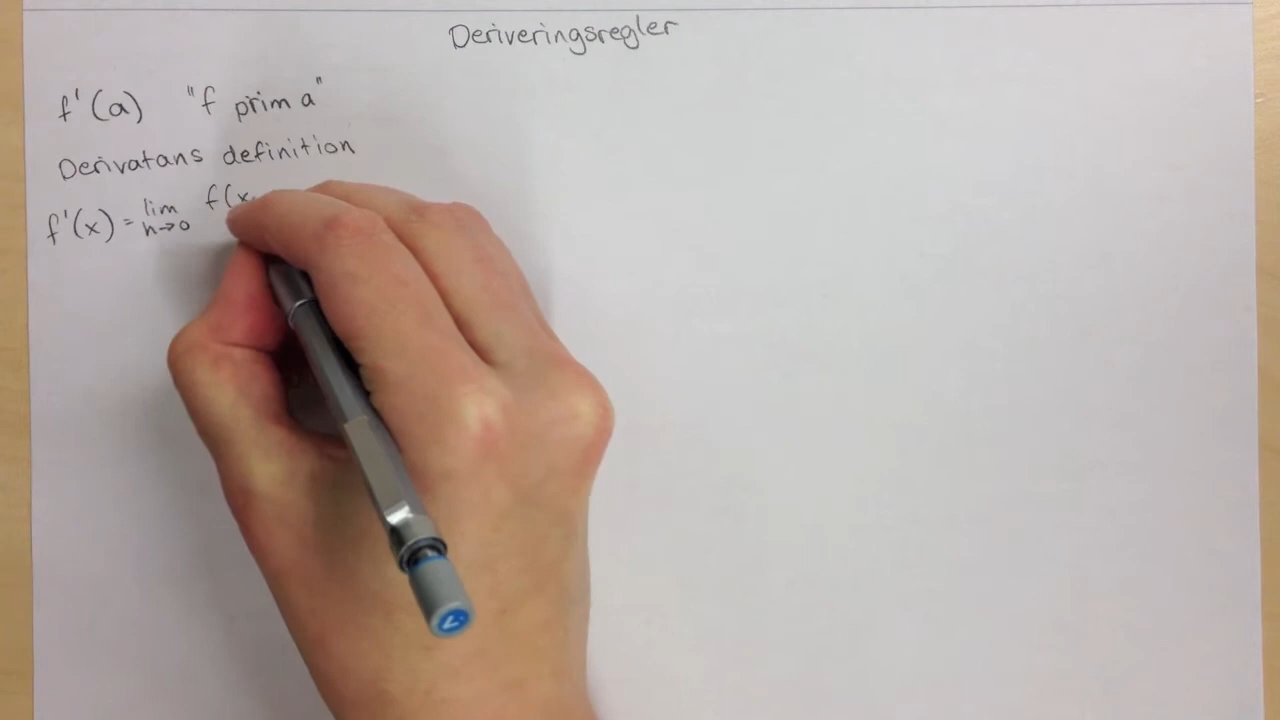 Deriveringsregler
f'(a) "f prim a"
Derivatans definition
f'(x) = lim h→0 f(x